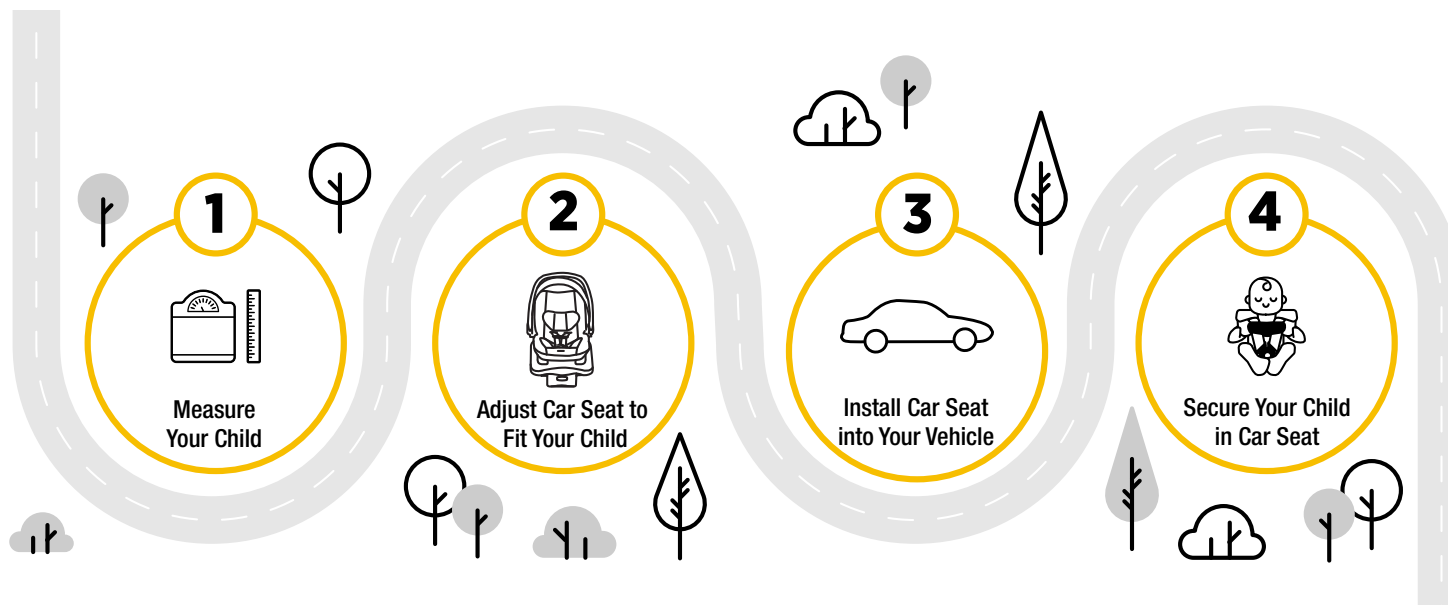 1
Measure
Your Child
2
Adjust Car Seat to
Fit Your Child
3
Install Car Seat
into Your Vehicle
4
Secure Your Child
in Car Seat